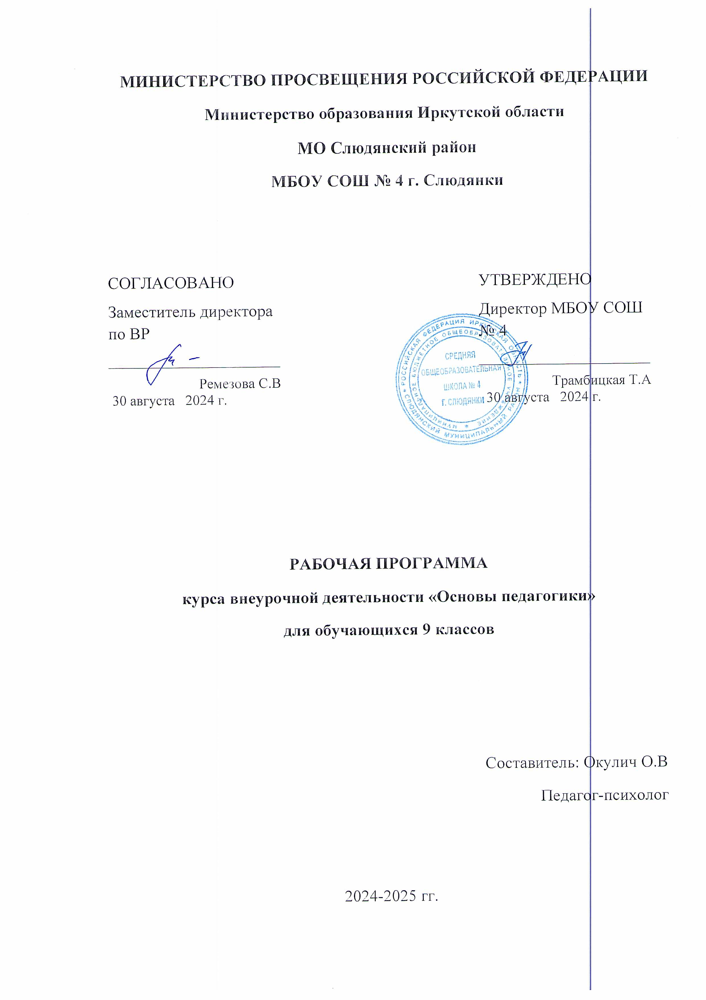 МИНИСТЕРСТВО ПРОСВЕЩЕНИЯ РОССИЙСКОЙ ФЕДЕРАЦИИ
Министерство образования Иркутской области
МО Слюдянский район
МБОУ СОШ № 4 г. Слюдянки
СОГЛАСОВАНО
Заместитель директора
по ВР
Ремезова С.В
30 августа 2024 г.
УТВЕРЖДЕНО
Директор МБОУ СОШ
№ 4
Трамбицкая Т.А
30 августа 2024 г.
РОССИЙСКАЯ ФЕДЕРАЦИЯ ИРКУТСКАЯ ОБЛАСТЬ * СЛЮДЯНСКИЙ МУНИЦИПАЛЬНЫЙ РАЙОН *
МУНИЦИПАЛЬНОЕ БЮДЖЕТНОЕ ОБЩЕОБРАЗОВАТЕЛЬНОЕ УЧРЕЖДЕНИЕ *
СРЕДНЯЯ
ОБЩЕОБРАЗОВАТЕЛЬНАЯ
ШКОЛА № 4
Г. СЛЮДЯНКИ
РАБОЧАЯ ПРОГРАММА
курса внеурочной деятельности «Основы педагогики»
для обучающихся 9 классов
Составитель: Окулич О.В
Педагог-психолог
2024-2025 гг.